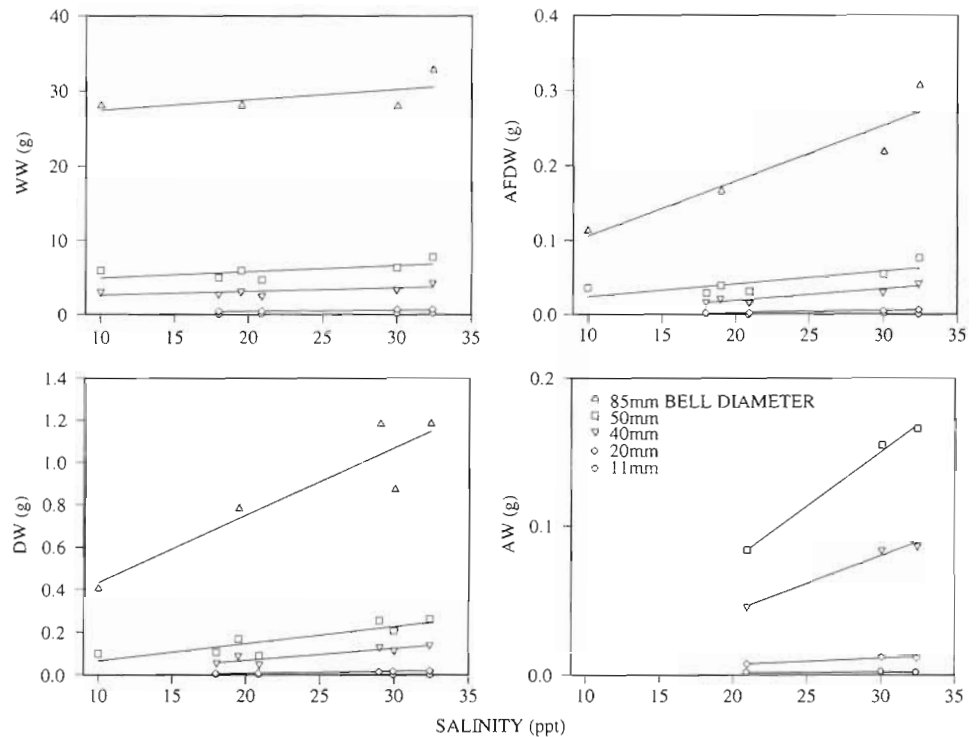 40
30
20
10
0
WW (g)
10 15 20 25 30 35
0.4
0.3
0.2
0.1
0.0
AFDW (g)
10 15 20 25 30 35
1.4
1.2
1.0
0.8
0.6
0.4
0.2
0.0
DW (g)
10 15 20 25 30 35
0.2
0.1
0.0
AW (g)
85mm BELL DIAMETER
50mm
40mm
20mm
11mm
10 15 20 25 30 35
SALINITY (ppt)